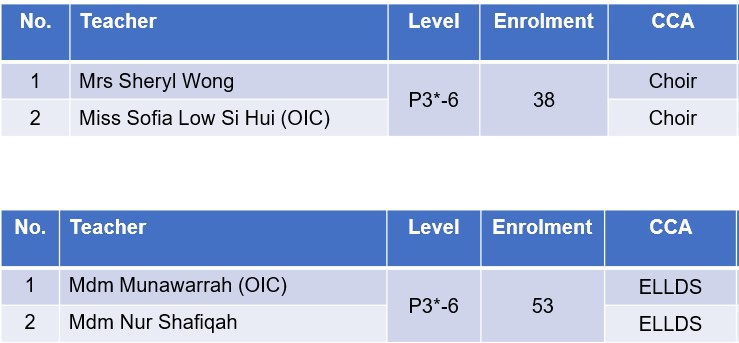 No. Teacher Level Enrolment CCA
1 Mrs Sheryl Wong P3*-6 38 Choir
2 Miss Sofia Low Si Hui (OIC) Choir
No. Teacher Level Enrolment CCA
1 Mdm Munawarrah (OIC) P3*-6 53 ELLDS
2 Mdm Nur Shafiqah ELLDS